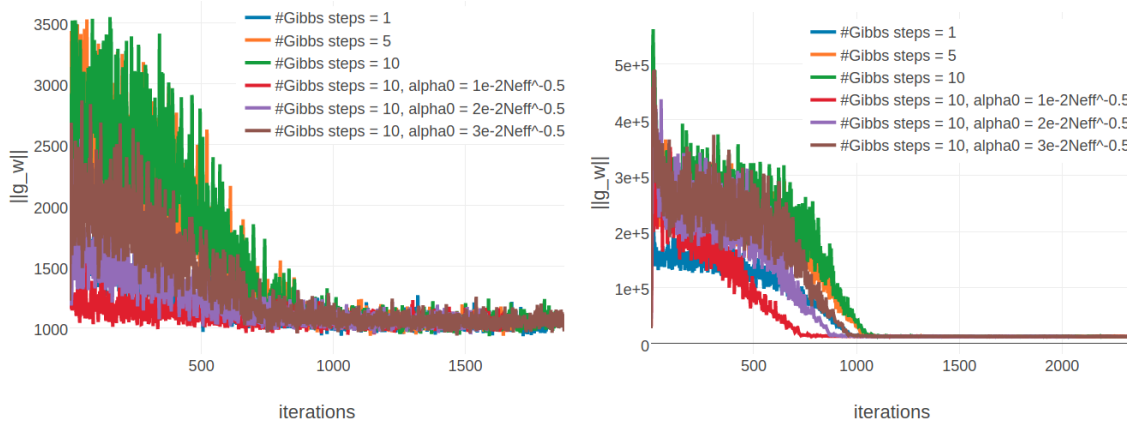 3500
3000
2500
2000
1500
1000
||g_w||
500
1000
1500
iterations
#Gibbs steps = 1
#Gibbs steps = 5
#Gibbs steps = 10
#Gibbs steps = 10, alpha0 = 1e-2Neff^-0.5
#Gibbs steps = 10, alpha0 = 2e-2Neff^-0.5
#Gibbs steps = 10, alpha0 = 3e-2Neff^-0.5
5e+5
4e+5
3e+5
2e+5
1e+5
0
||g_w||
500
1000
1500
2000
iterations
#Gibbs steps = 1
#Gibbs steps = 5
#Gibbs steps = 10
#Gibbs steps = 10, alpha0 = 1e-2Neff^-0.5
#Gibbs steps = 10, alpha0 = 2e-2Neff^-0.5
#Gibbs steps = 10, alpha0 = 3e-2Neff^-0.5